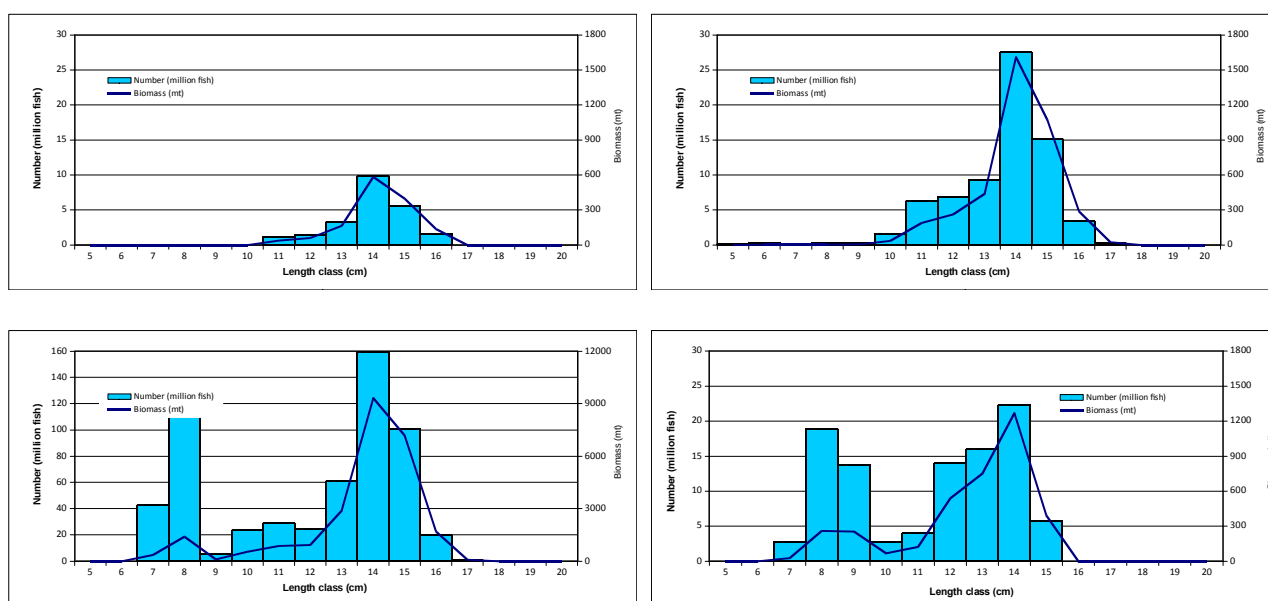 30 1800
25 1500
20 1200
15 900
10 600
5 300
0 0
Number (million fish)
Biomass (mt)
Number (million fish)
Biomass (mt)
5 6 7 8 9 10 11 12 13 14 15 16 17 18 19 20
Length class (cm)
30 1800
25 1500
20 1200
15 900
10 600
5 300
0 0
Number (million fish)
Biomass (mt)
Number (million fish)
Biomass (mt)
5 6 7 8 9 10 11 12 13 14 15 16 17 18 19 20
Length class (cm)
160 12000
140
120 9000
100
80 6000
60
40 3000
20
0 0
Number (million fish)
Biomass (mt)
Number (million fish)
Biomass (mt)
5 6 7 8 9 10 11 12 13 14 15 16 17 18 19 20
Length class (cm)
30 1800
25 1500
20 1200
15 900
10 600
5 300
0 0
Number (million fish)
Number (million fish)
Biomass (mt)
5 6 7 8 9 10 11 12 13 14 15 16 17 18 19 20
Length class (cm)